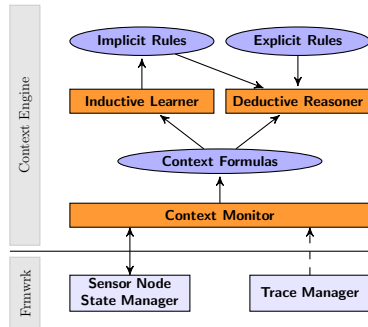 Context Engine
Implicit Rules
Explicit Rules
Inductive Learner
Deductive Reasoner
Context Formulas
Context Monitor
Frmwrk
Sensor Node
State Manager
Trace Manager